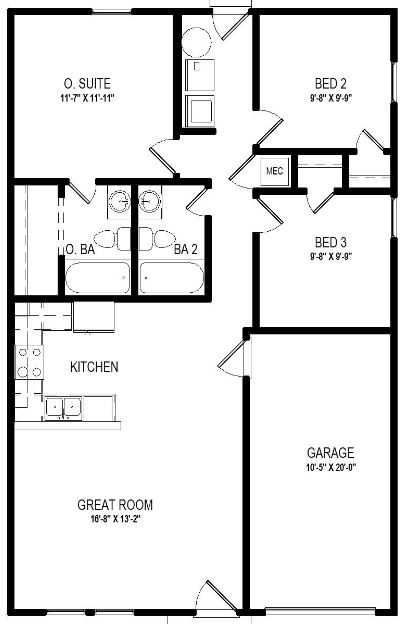 O. SUITE
11'-7" X 11'-11"
BED 2
9'-8" X 9'-9"
MEC
O. BA
BA 2
BED 3
9'-8" X 9'-9"
KITCHEN
GARAGE
10'-5" X 20'-0"
GREAT ROOM
16'-8" X 13'-2"